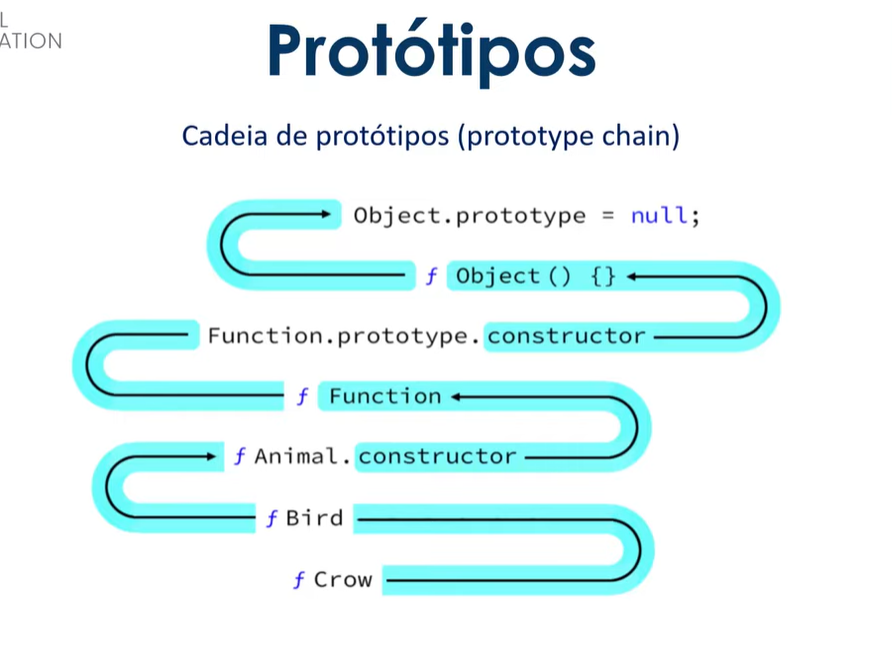 L
ATION
Protótipos
Cadeia de protótipos (prototype chain)
Object.prototype = null;
f Object() {}
Function.prototype.constructor
f Function
f Animal.constructor
f Bird
f Crow